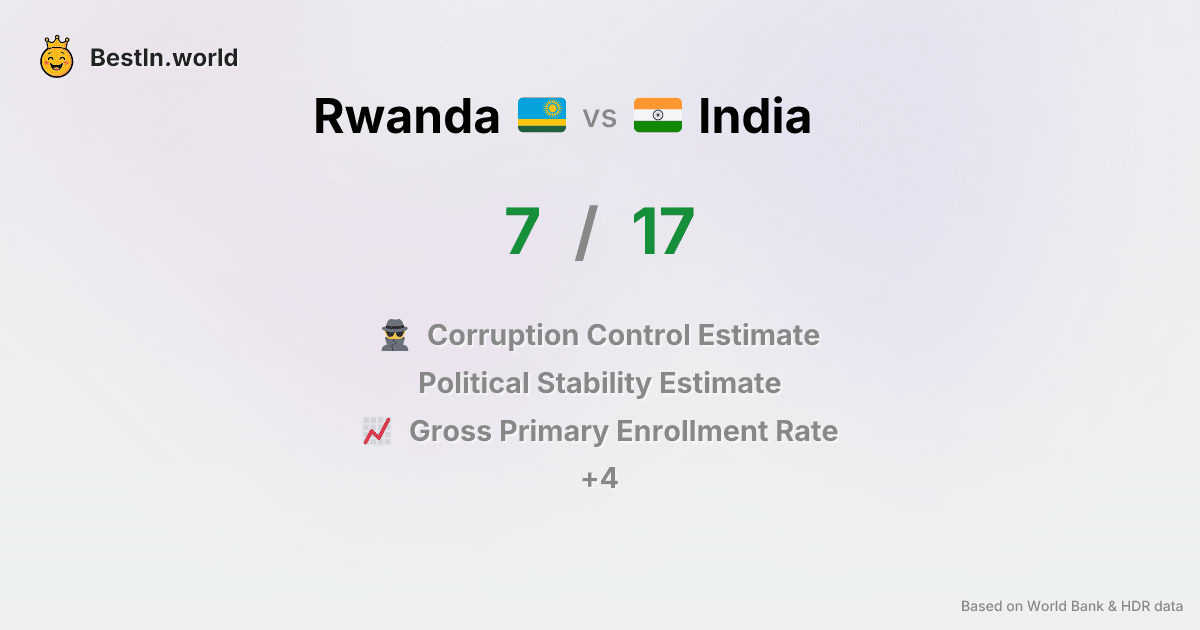 BestIn.world
Rwanda vs India
7 / 17
Corruption Control Estimate
Political Stability Estimate
Gross Primary Enrollment Rate
+4
Based on World Bank & HDR data